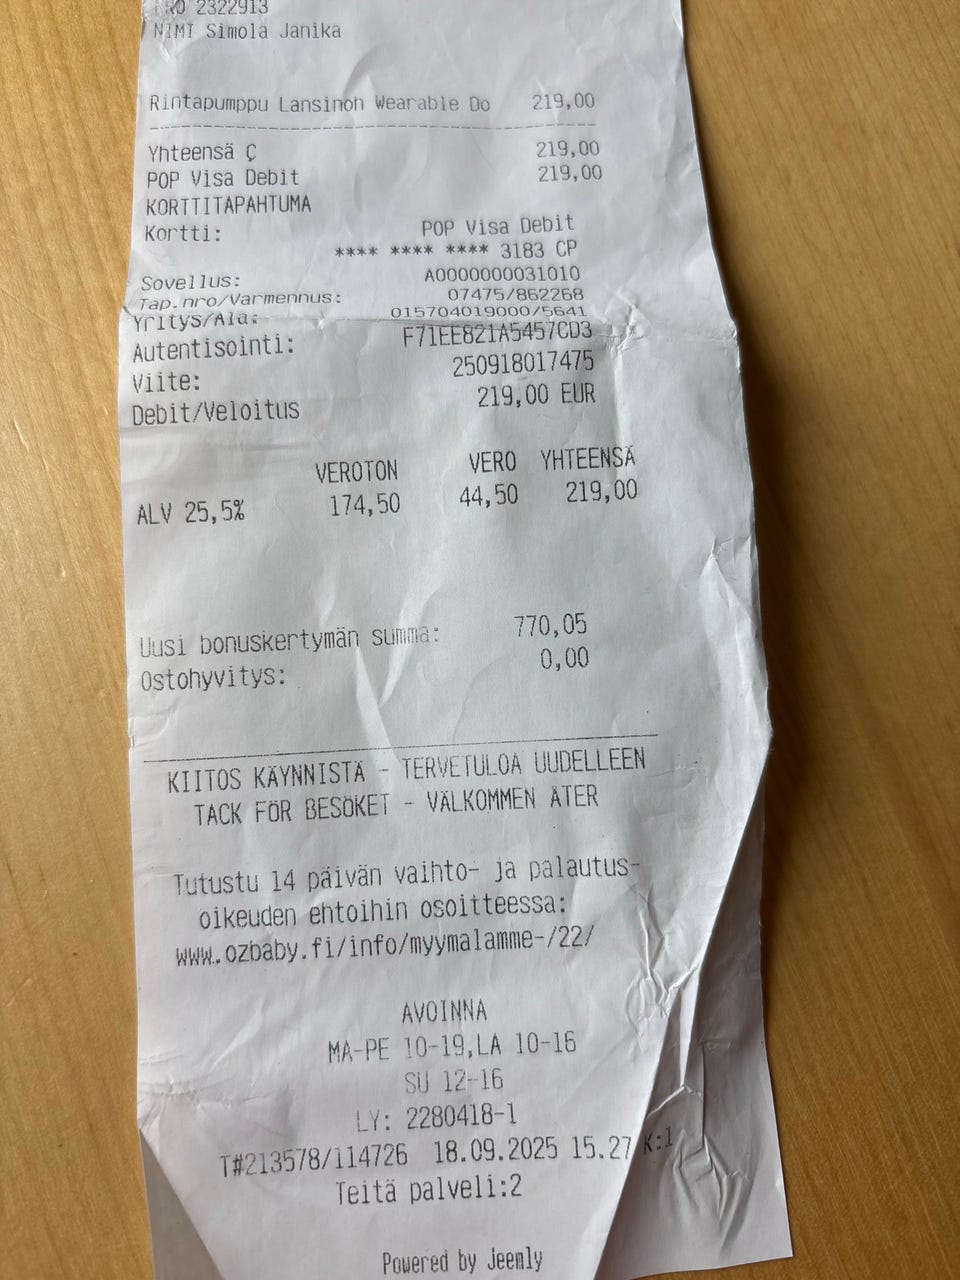 NRO 2322913
NIMI Simola Janika
Rintapumppu Lansinoh Wearable Do 219,00
Yhteensä Ç 219,00
POP Visa Debit 219,00
KORTTITAPAHTUMA
Kortti: POP Visa Debit
**** **** **** 3183 CP
Sovellus: A0000000031010
Tap.nro/Varmennus: 07475/862268
Yritys/Ala: 015704019000/5641
Autentisointi: F71EE821A5457CD3
Viite: 250918017475
Debit/Veloitus 219,00 EUR
VEROTON VERO YHTEENSÄ
ALV 25,5% 174,50 44,50 219,00
Uusi bonuskertymän summa: 770,05
Ostohyvitys: 0,00
KIITOS KÄYNNISTÄ - TERVETULOA UUDELLEEN
TACK FÖR BESÖKET - VÄLKOMMEN ÅTER
Tutustu 14 päivän vaihto- ja palautus-
oikeuden ehtoihin osoitteessa:
www.ozbaby.fi/info/myymalamme-/22/
AVOINNA
MA-PE 10-19,LA 10-16
SU 12-16
LY: 2280418-1
T#213578/114726 18.09.2025 15.27 K:1
Teitä palveli:2
Powered by Jeemly